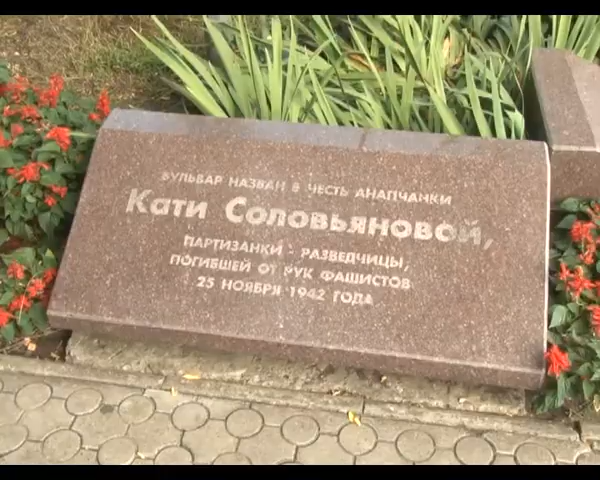 БУЛЬВАР НАЗВАН В ЧЕСТЬ АНАПЧАНКИ
КАТИ СОЛОВЬЯНОВОЙ,
ПАРТИЗАНКИ - РАЗВЕДЧИЦЫ,
ПОГИБШЕЙ ОТ РУК ФАШИСТОВ
25 НОЯБРЯ 1942 ГОДА